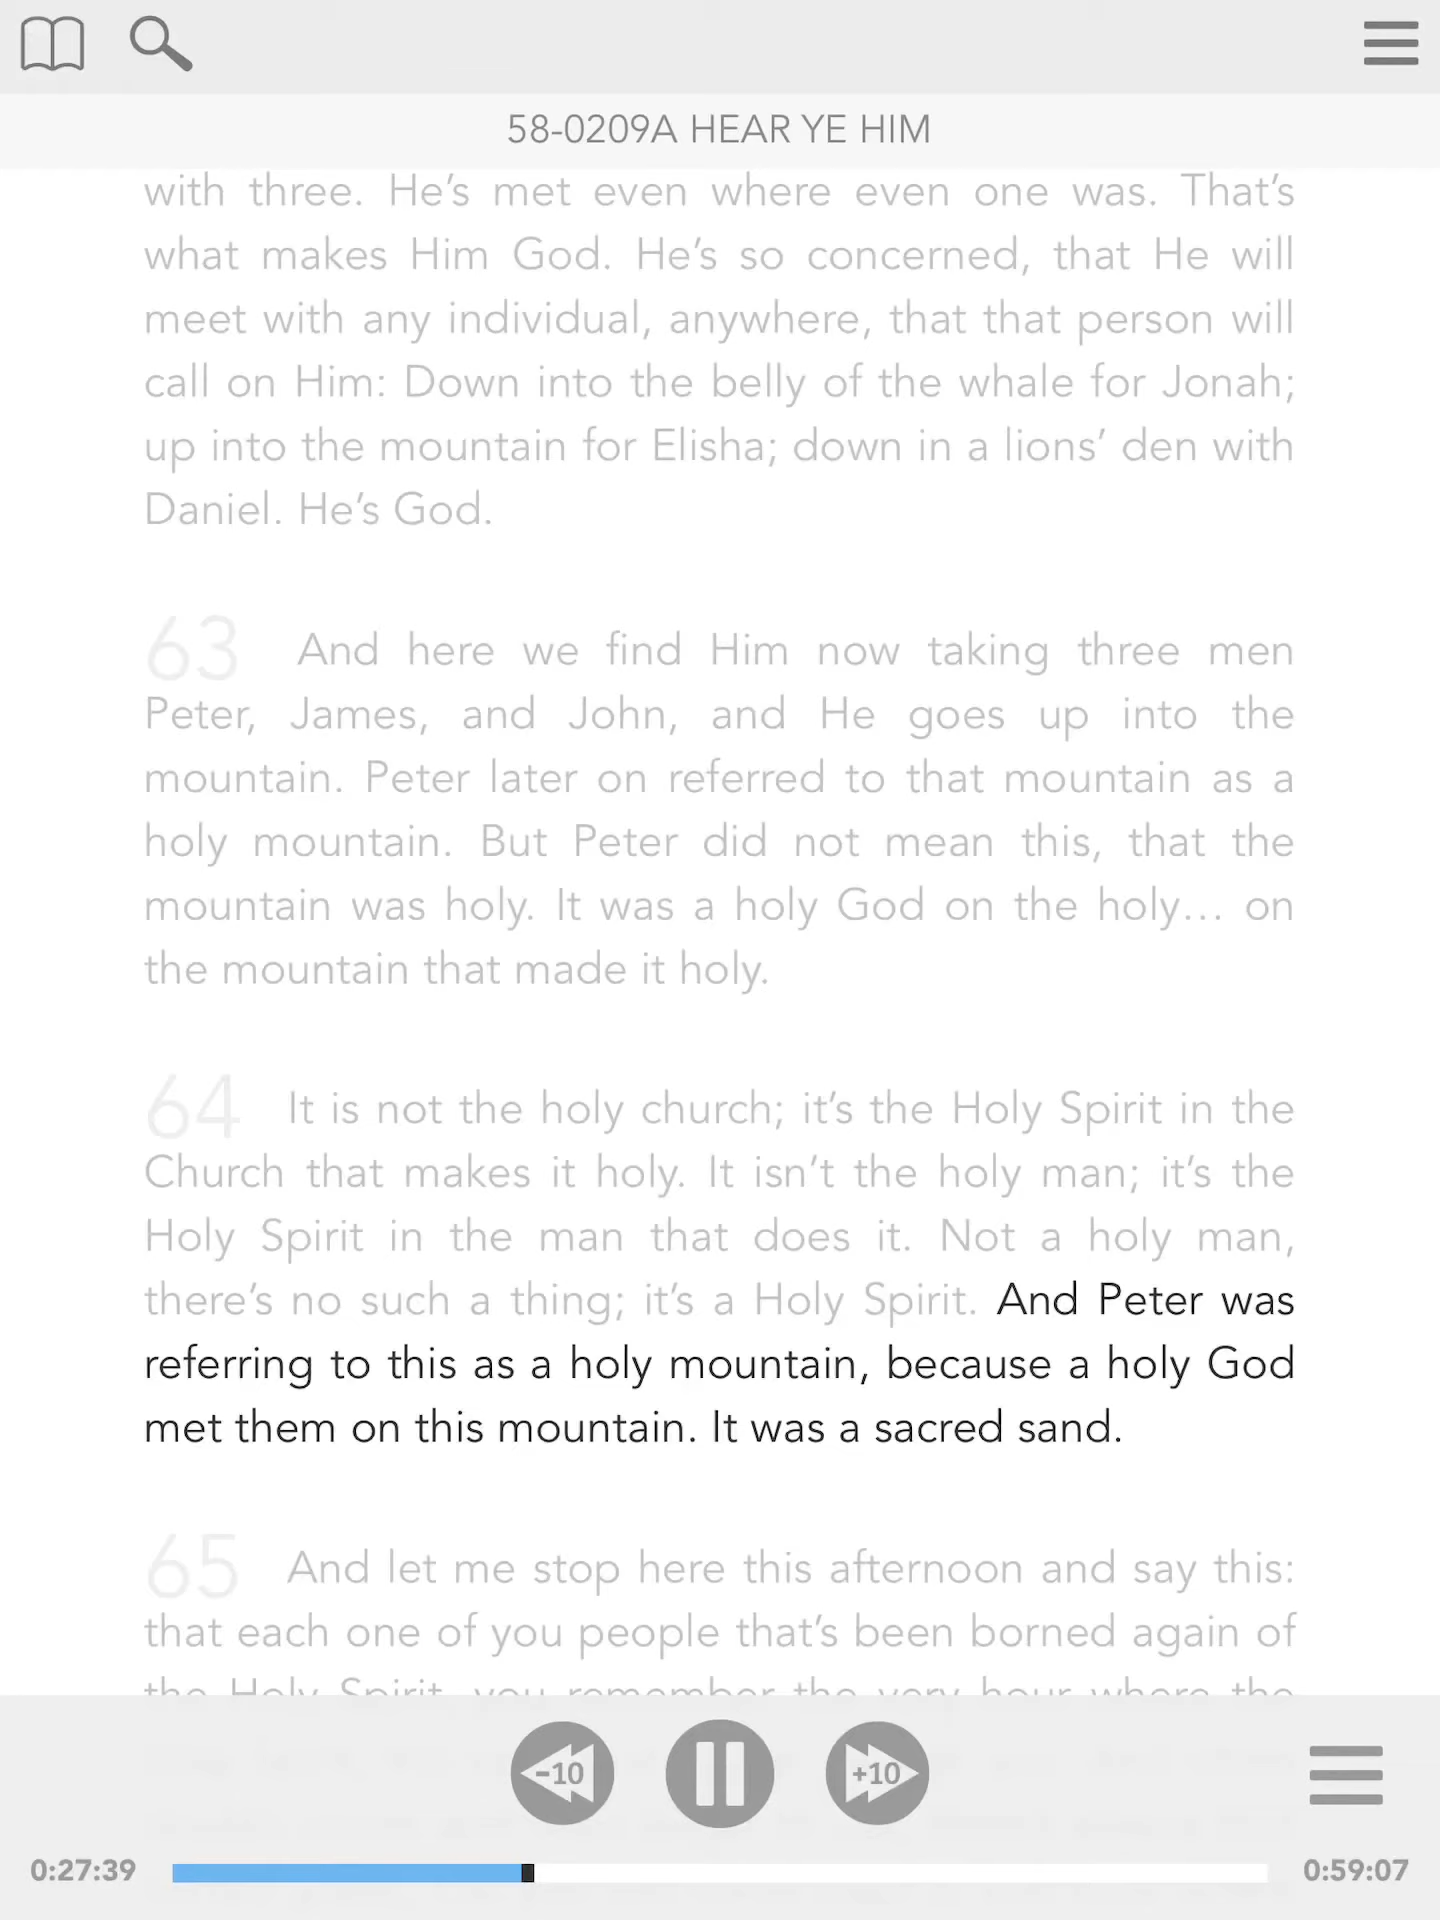 58-0209A HEAR YE HIM
with three. He’s met even where even one was. That’s
what makes Him God. He’s so concerned, that He will
meet with any individual, anywhere, that that person will
call on Him: Down into the belly of the whale for Jonah;
up into the mountain for Elisha; down in a lions’ den with
Daniel. He’s God.
63 And here we find Him now taking three men
Peter, James, and John, and He goes up into the
mountain. Peter later on referred to that mountain as a
holy mountain. But Peter did not mean this, that the
mountain was holy. It was a holy God on the holy… on
the mountain that made it holy.
64 It is not the holy church; it’s the Holy Spirit in the
Church that makes it holy. It isn’t the holy man; it’s the
Holy Spirit in the man that does it. Not a holy man,
there’s no such a thing; it’s a Holy Spirit. And Peter was
referring to this as a holy mountain, because a holy God
met them on this mountain. It was a sacred sand.
65 And let me stop here this afternoon and say this:
that each one of you people that’s been borned again of
the Holy Spirit, you remember the very hour where the
-10 +10
0:27:39 0:59:07